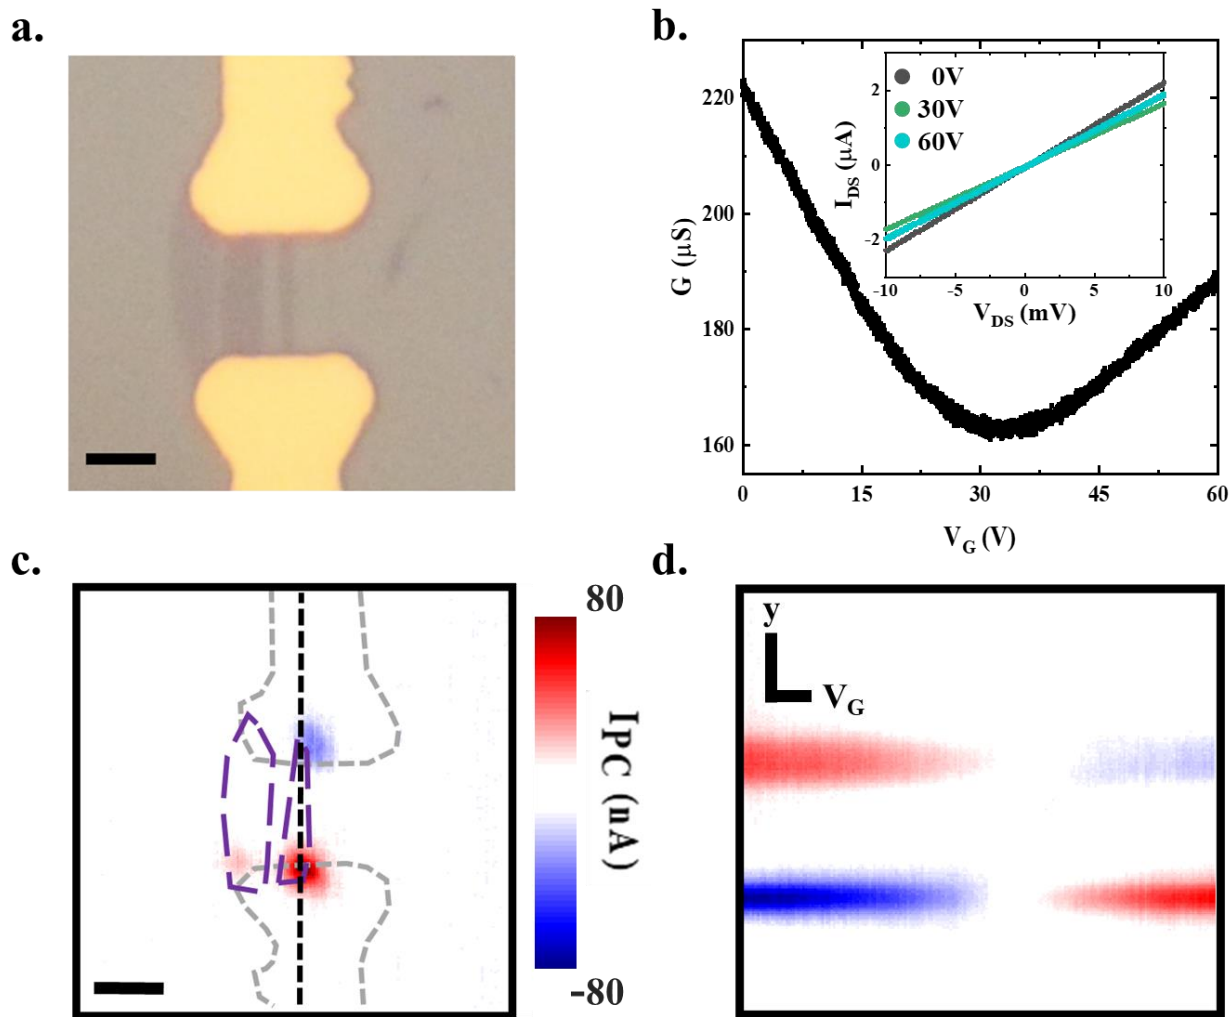 a.
b.
220
200
180
160
G (μS)
0
15
30
45
60
V_G (V)
0V
30V
60V
2
0
-2
I_DS (μA)
-10
-5
0
5
10
V_DS (mV)
c.
80
I_PC (nA)
-80
d.
y
V_G